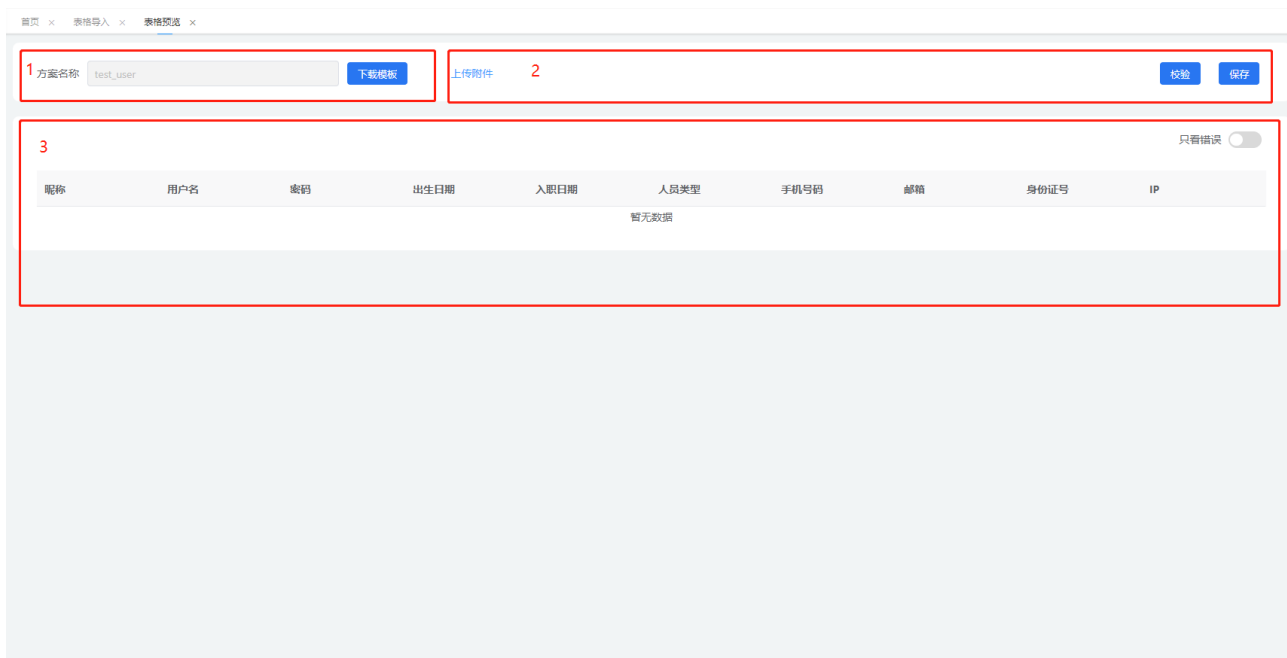 首页 × 表格导入 × 表格预览 ×
1 方案名称 test_user 下载模板 上传附件 2 校验 保存
3 只看错误
昵称 用户名 密码 出生日期 入职日期 人员类型 手机号码 邮箱 身份证号 IP
暂无数据